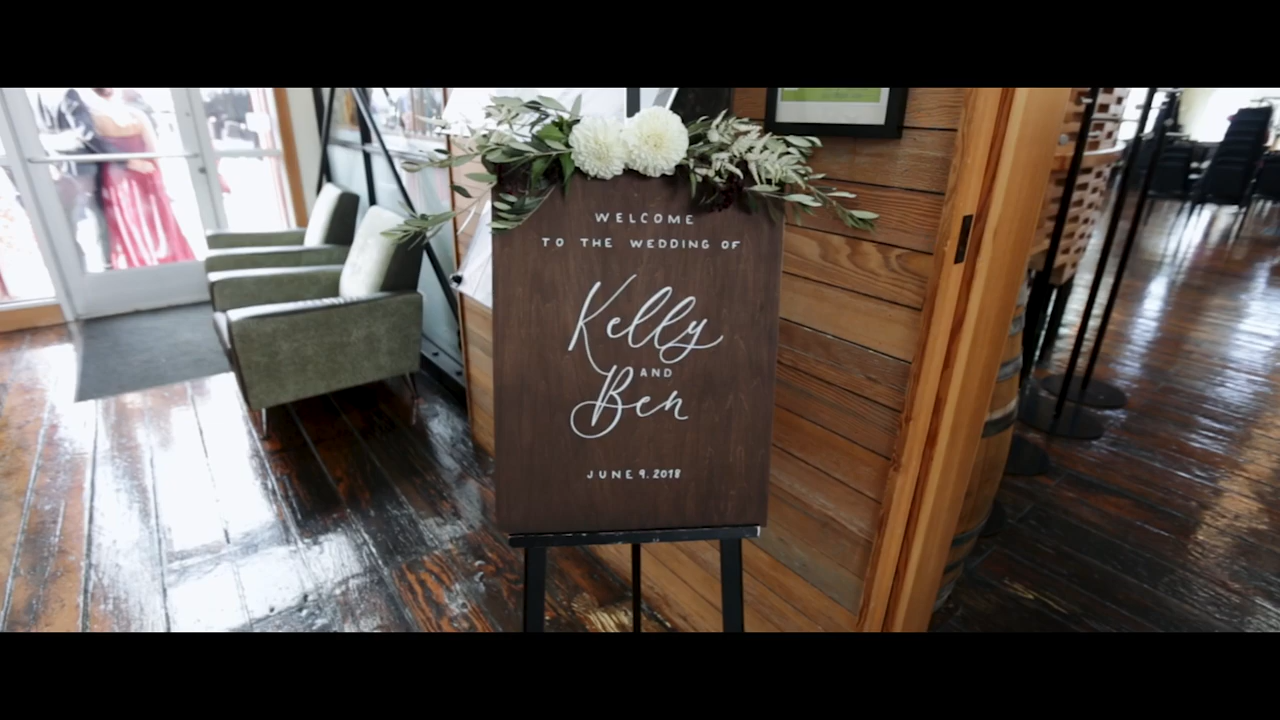 WELCOME
TO THE WEDDING OF
Kelly
AND
Ben
JUNE 9. 2018